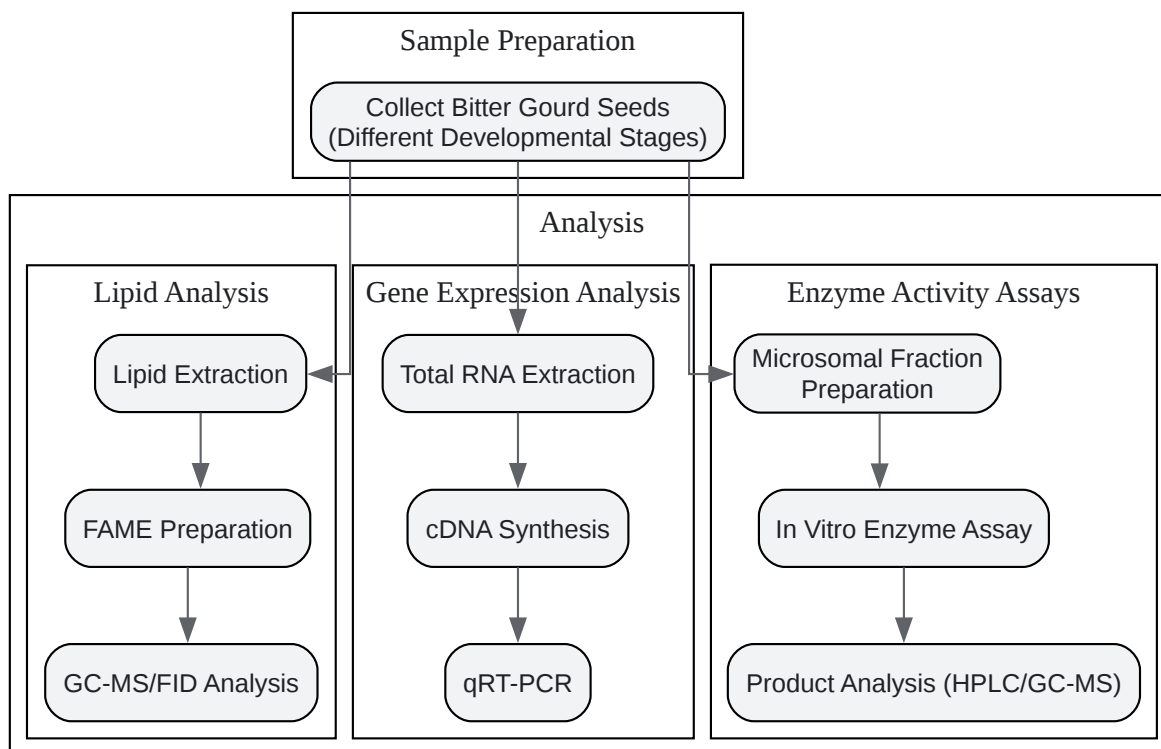 Sample Preparation
Collect Bitter Gourd Seeds
(Different Developmental Stages)
Analysis
Lipid Analysis
Gene Expression Analysis
Enzyme Activity Assays
Lipid Extraction
Total RNA Extraction
Microsomal Fraction
Preparation
FAME Preparation
cDNA Synthesis
In Vitro Enzyme Assay
GC-MS/FID Analysis
qRT-PCR
Product Analysis (HPLC/GC-MS)